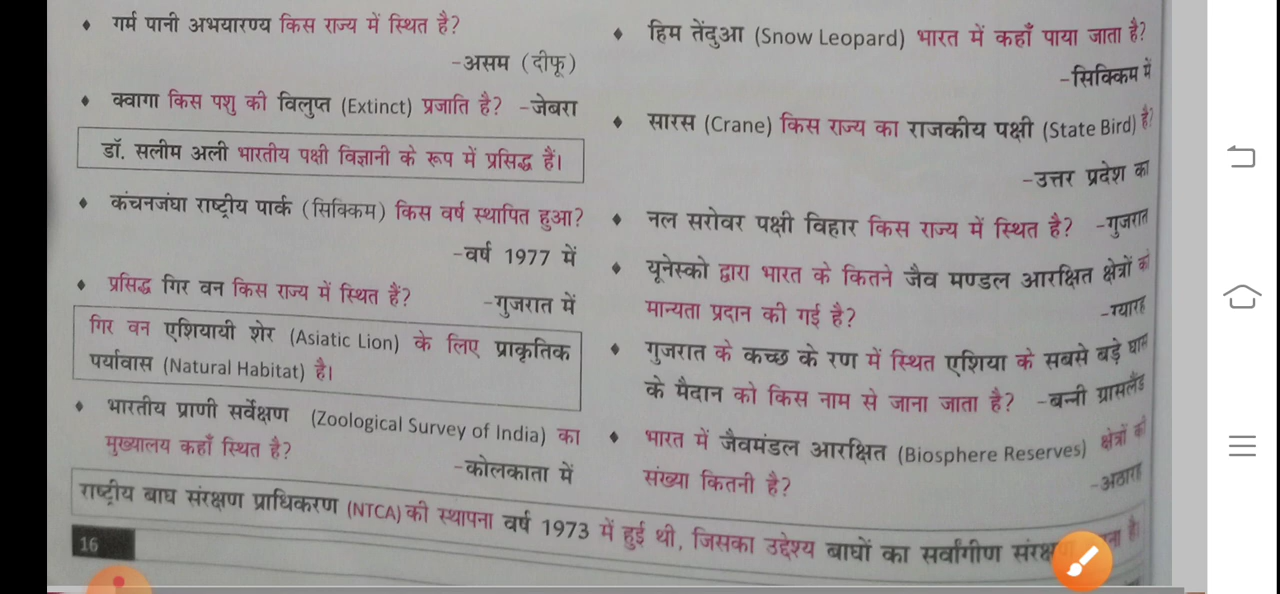 ♦ गर्म पानी अभयारण्य किस राज्य में स्थित है?
-असम (दीफू)
♦ क्वागा किस पशु की विलुप्त (Extinct) प्रजाति है? -जेबरा
डॉ. सलीम अली भारतीय पक्षी विज्ञानी के रूप में प्रसिद्ध हैं।
♦ कंचनजंघा राष्ट्रीय पार्क (सिक्किम) किस वर्ष स्थापित हुआ?
-वर्ष 1977 में
♦ प्रसिद्ध गिर वन किस राज्य में स्थित हैं? -गुजरात में
गिर वन एशियायी शेर (Asiatic Lion) के लिए प्राकृतिक
पर्यावास (Natural Habitat) है।
♦ भारतीय प्राणी सर्वेक्षण (Zoological Survey of India) का
मुख्यालय कहाँ स्थित है?
-कोलकाता में
♦ हिम तेंदुआ (Snow Leopard) भारत में कहाँ पाया जाता है?
-सिक्किम में
♦ सारस (Crane) किस राज्य का राजकीय पक्षी (State Bird) है?
-उत्तर प्रदेश का
♦ नल सरोवर पक्षी विहार किस राज्य में स्थित है? -गुजरात
♦ यूनेस्को द्वारा भारत के कितने जैव मण्डल आरक्षित क्षेत्रों को
मान्यता प्रदान की गई है?
-ग्यारह
♦ गुजरात के कच्छ के रण में स्थित एशिया के सबसे बड़े घास
के मैदान को किस नाम से जाना जाता है? -बन्नी ग्रासलैंड
♦ भारत में जैवमंडल आरक्षित (Biosphere Reserves) क्षेत्रों की
संख्या कितनी है?
-अठारह
राष्ट्रीय बाघ संरक्षण प्राधिकरण (NTCA) की स्थापना वर्ष 1973 में हुई थी, जिसका उद्देश्य बाघों का सर्वांगीण है।
16